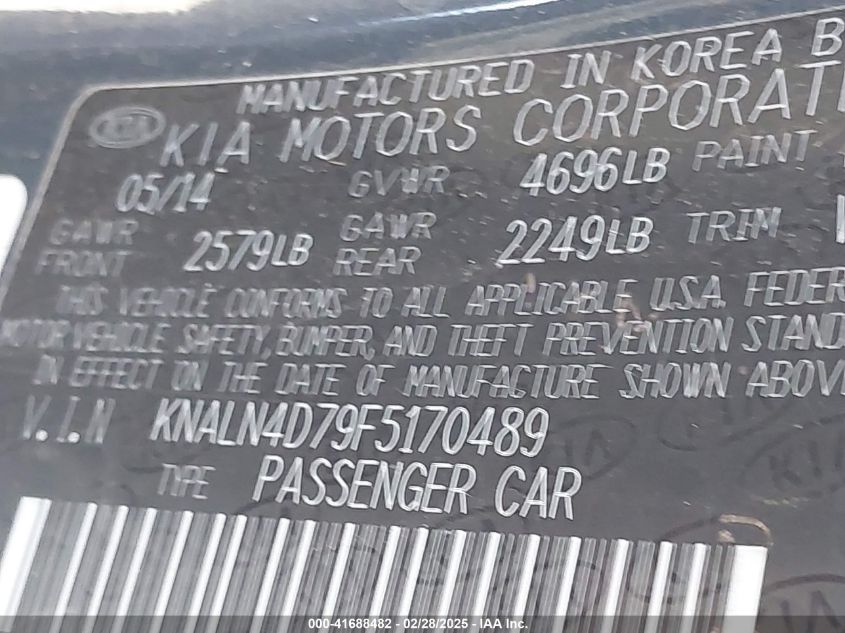 MANUFACTURED IN KOREA B
KIA KIA MOTORS CORPORATI
05/14 GVWR 4696LB PAINT
GAWR FRONT 2579LB GAWR REAR 2249LB TRIM
THIS VEHICLE CONFORMS TO ALL APPLICABLE U.S.A. FEDER
MOTOR VEHICLE SAFETY, BUMPER, AND THEFT PREVENTION STAND
IN EFFECT ON THE DATE OF MANUFACTURE SHOWN ABOV
V.I.N KNALN4D79F5170489
TYPE PASSENGER CAR
000-41688482 - 02/28/2025 - IAA Inc.